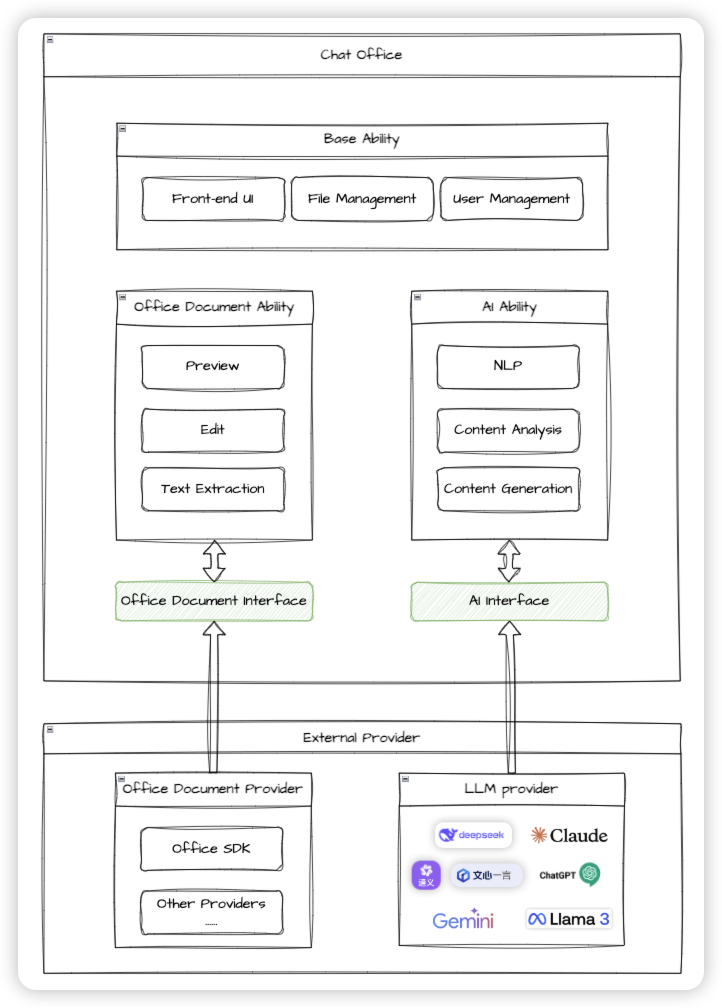 Chat Office
Base Ability
Front-end UI
File Management
User Management
Office Document Ability
Preview
Edit
Text Extraction
AI Ability
NLP
Content Analysis
Content Generation
Office Document Interface
AI Interface
External Provider
Office Document Provider
Office SDK
Other Providers
......
LLM provider
deepseek
Claude
通义
文心一言
ChatGPT
Gemini
Llama 3